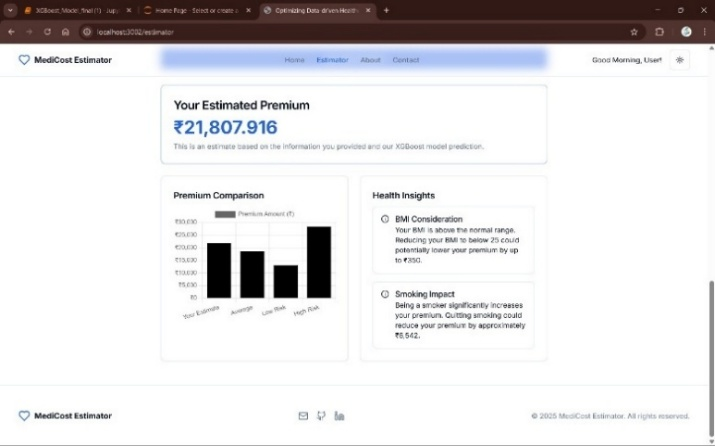 XGBoost_Model_final (1) - Jupy
Home Page - Select or create a
Optimizing Data-driven Health
localhost:3002/estimator
MediCost Estimator
Home Estimator About Contact
Good Morning, User!
Your Estimated Premium
₹21,807.916
This is an estimate based on the information you provided and our XGBoost model prediction.
Premium Comparison
Premium Amount (₹)
₹30,000
₹25,000
₹20,000
₹15,000
₹10,000
₹5,000
₹0
Your Estimate Average Low Risk High Risk
Health Insights
BMI Consideration
Your BMI is above the normal range.
Reducing your BMI to below 25 could
potentially lower your premium by up
to ₹350.
Smoking Impact
Being a smoker significantly increases
your premium. Quitting smoking could
reduce your premium by approximately
₹6,542.
MediCost Estimator
© 2025 MediCost Estimator. All rights reserved.